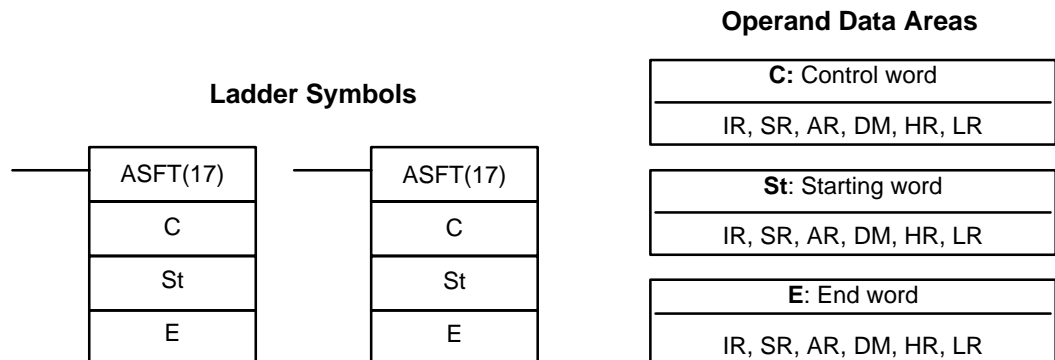 Ladder Symbols
ASFT(17)
C
St
E
ASFT(17)
C
St
E
Operand Data Areas
C: Control word
IR, SR, AR, DM, HR, LR
St: Starting word
IR, SR, AR, DM, HR, LR
E: End word
IR, SR, AR, DM, HR, LR